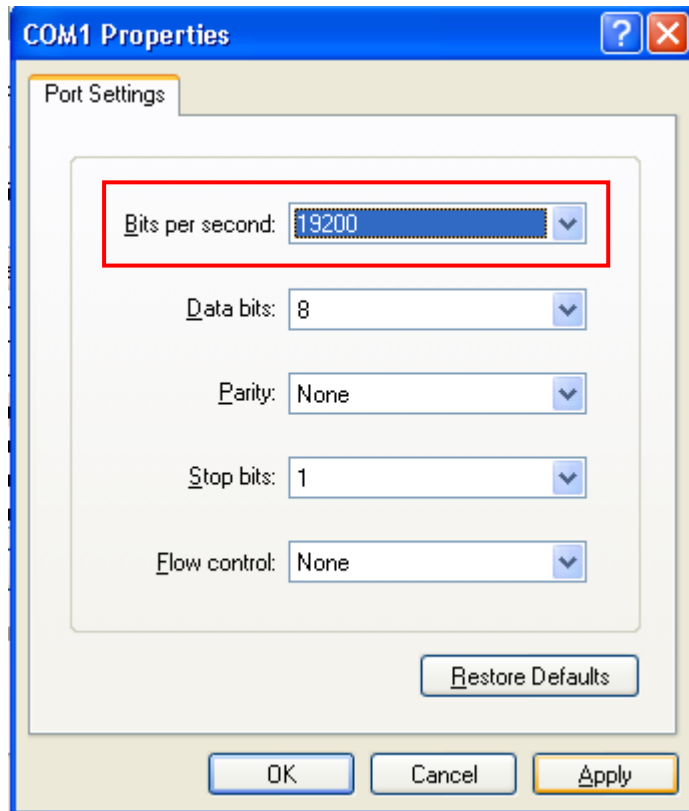 COM1 Properties
Port Settings
Bits per second: 19200
Data bits: 8
Parity: None
Stop bits: 1
Flow control: None
Restore Defaults
OK Cancel Apply